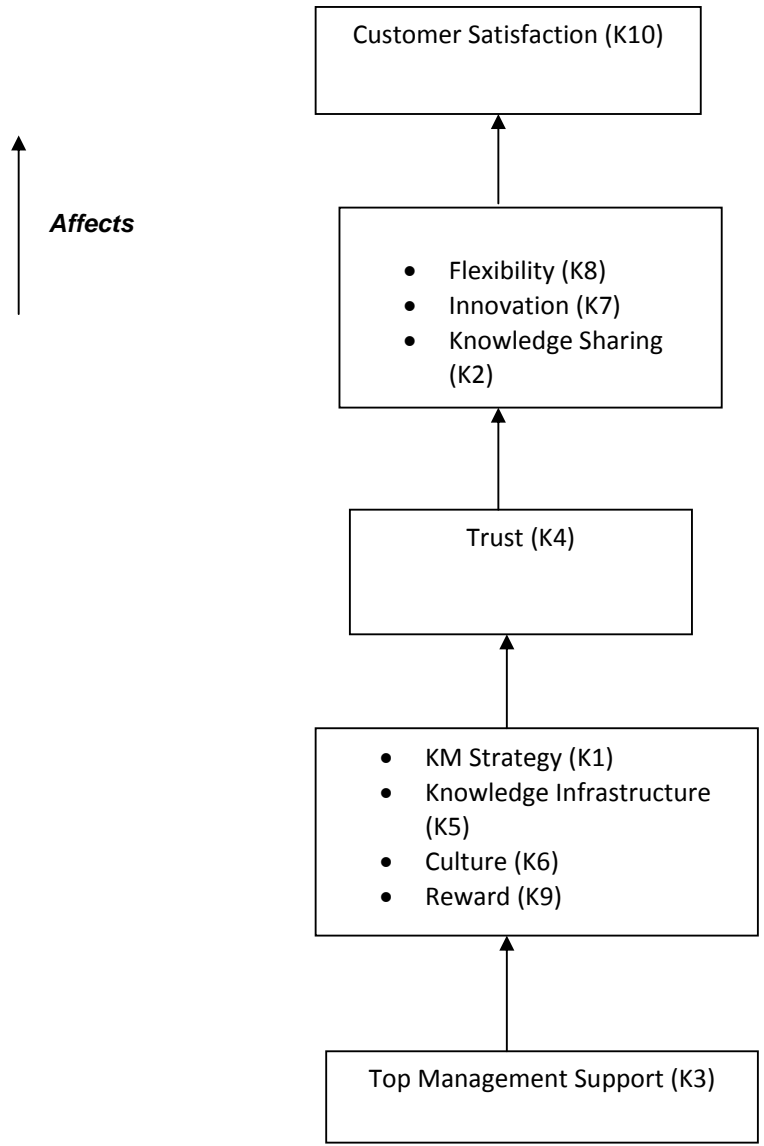 Customer Satisfaction (K10)
Affects
• Flexibility (K8)
• Innovation (K7)
• Knowledge Sharing
(K2)
Trust (K4)
• KM Strategy (K1)
• Knowledge Infrastructure
(K5)
• Culture (K6)
• Reward (K9)
Top Management Support (K3)